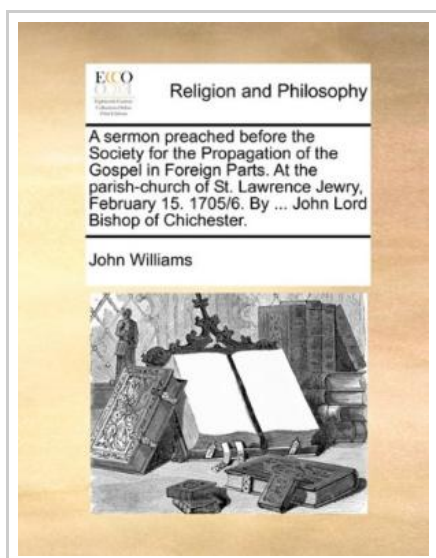 ECCO
Religion and Philosophy
A sermon preached before the
Society for the Propagation of the
Gospel in Foreign Parts. At the
parish-church of St. Lawrence Jewry,
February 15. 1705/6. By ... John Lord
Bishop of Chichester.
John Williams